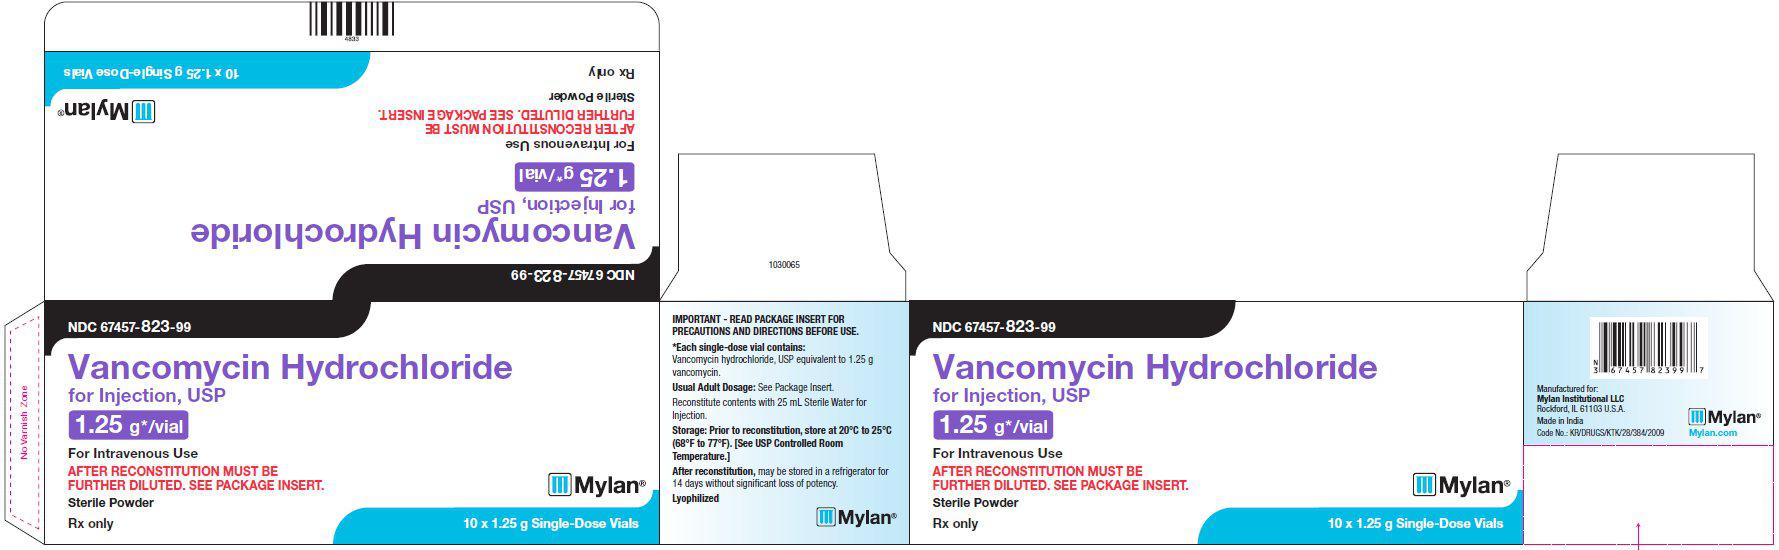 4833
10 x 1.25 g Single-Dose Vials
Rx only
Sterile Powder
Mylan®
AFTER RECONSTITUTION MUST BE
FURTHER DILUTED. SEE PACKAGE INSERT.
For Intravenous Use
1.25 g*/vial
for Injection, USP
Vancomycin Hydrochloride
NDC 67457-823-99
No Varnish Zone
NDC 67457-823-99
Vancomycin Hydrochloride
for Injection, USP
1.25 g*/vial
For Intravenous Use
AFTER RECONSTITUTION MUST BE
FURTHER DILUTED. SEE PACKAGE INSERT.
Sterile Powder
Rx only
Mylan®
10 x 1.25 g Single-Dose Vials
1030065
IMPORTANT - READ PACKAGE INSERT FOR
PRECAUTIONS AND DIRECTIONS BEFORE USE.
*Each single-dose vial contains:
Vancomycin hydrochloride, USP equivalent to 1.25 g
vancomycin.
Usual Adult Dosage: See Package Insert.
Reconstitute contents with 25 mL Sterile Water for
Injection.
Storage: Prior to reconstitution, store at 20°C to 25°C
(68°F to 77°F). [See USP Controlled Room
Temperature.]
After reconstitution, may be stored in a refrigerator for
14 days without significant loss of potency.
Lyophilized
Mylan®
NDC 67457-823-99
Vancomycin Hydrochloride
for Injection, USP
1.25 g*/vial
For Intravenous Use
AFTER RECONSTITUTION MUST BE
FURTHER DILUTED. SEE PACKAGE INSERT.
Sterile Powder
Rx only
Mylan®
10 x 1.25 g Single-Dose Vials
N
3 67457 82399 7
Manufactured for:
Mylan Institutional LLC
Rockford, IL 61103 U.S.A.
Made in India
Code No.: KR/DRUGS/KTK/28/384/2009
Mylan®
Mylan.com